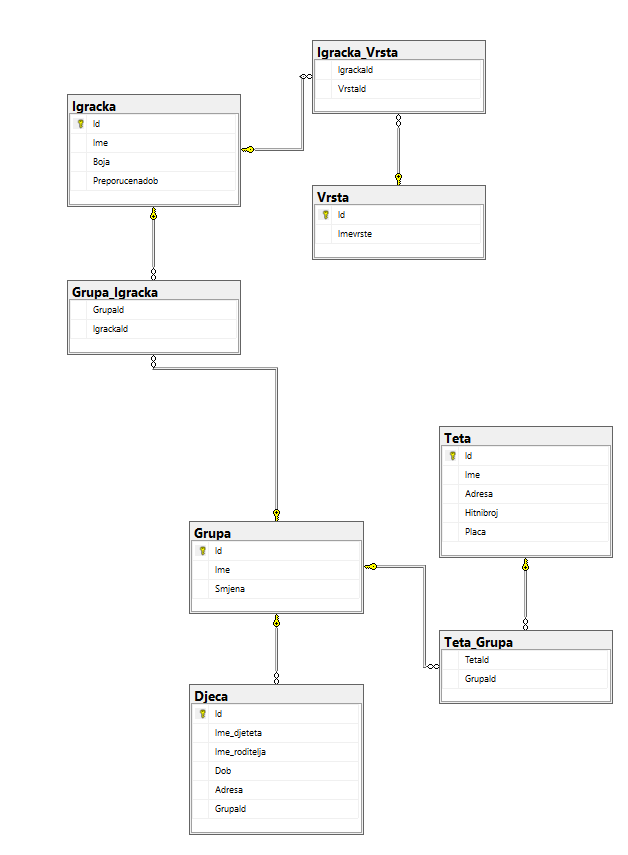 Igracka_Vrsta
IgrackaId
VrstaId
Igracka
Id
Ime
Boja
Preporucenadob
Vrsta
Id
Imevrste
Grupa_Igracka
GrupaId
IgrackaId
Teta
Id
Ime
Adresa
Hitnibroj
Placa
Grupa
Id
Ime
Smjena
Teta_Grupa
TetaId
GrupaId
Djeca
Id
Ime_djeteta
Ime_roditelja
Dob
Adresa
GrupaId